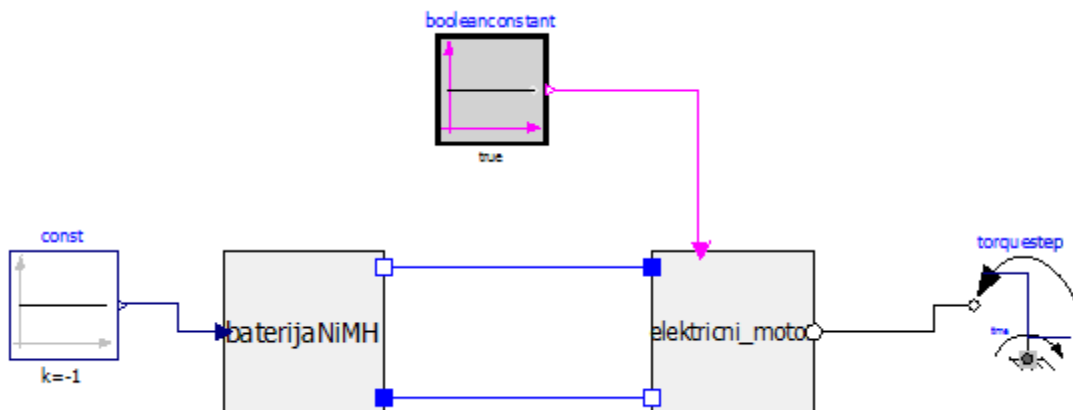 booleanconstant
true
const
k=-1
baterijaNiMH
elektricni_moto
torquestep